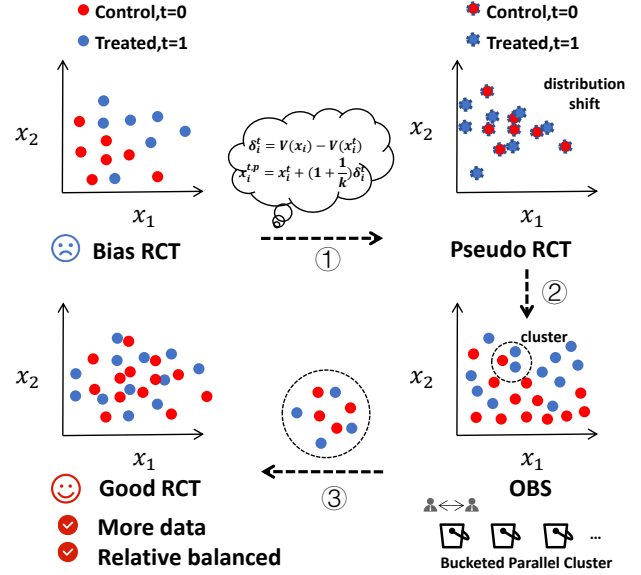 Control,t=0
Treated,t=1
x₂
x₁
Bias RCT
δᵢᵗ = V(xᵢ) − V(xᵢᵗ)
xᵢᵗ,ᵖ = xᵢᵗ + (1 + 1/k)δᵢᵗ
①
Control,t=0
Treated,t=1
distribution
shift
x₂
x₁
Pseudo RCT
②
x₂
x₁
Good RCT
More data
Relative balanced
③
cluster
x₂
x₁
OBS
...
Bucketed Parallel Cluster